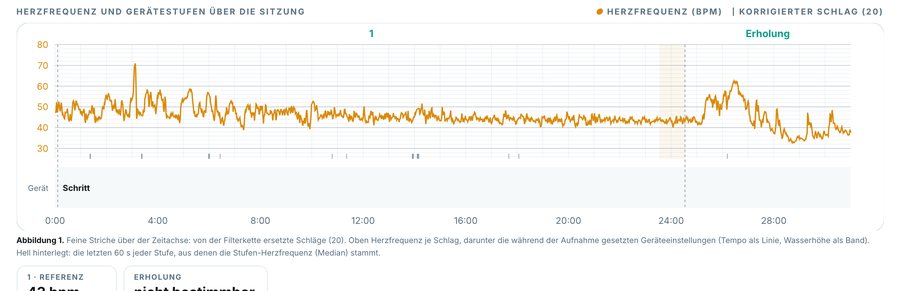 HERZFREQUENZ UND GERÄTESTUFEN ÜBER DIE SITZUNG
HERZFREQUENZ (BPM) | KORRIGIERTER SCHLAG (20)
1 Erholung
80
70
60
50
40
30
Gerät Schritt
0:00 4:00 8:00 12:00 16:00 20:00 24:00 28:00
Abbildung 1. Feine Striche über der Zeitachse: von der Filterkette ersetzte Schläge (20). Oben Herzfrequenz je Schlag, darunter die während der Aufnahme gesetzten Geräteeinstellungen (Tempo als Linie, Wasserhöhe als Band).
Hell hinterlegt: die letzten 60 s jeder Stufe, aus denen die Stufen-Herzfrequenz (Median) stammt.
1 · REFERENZ
ERHOLUNG
43 bpm
nicht bestimmbar